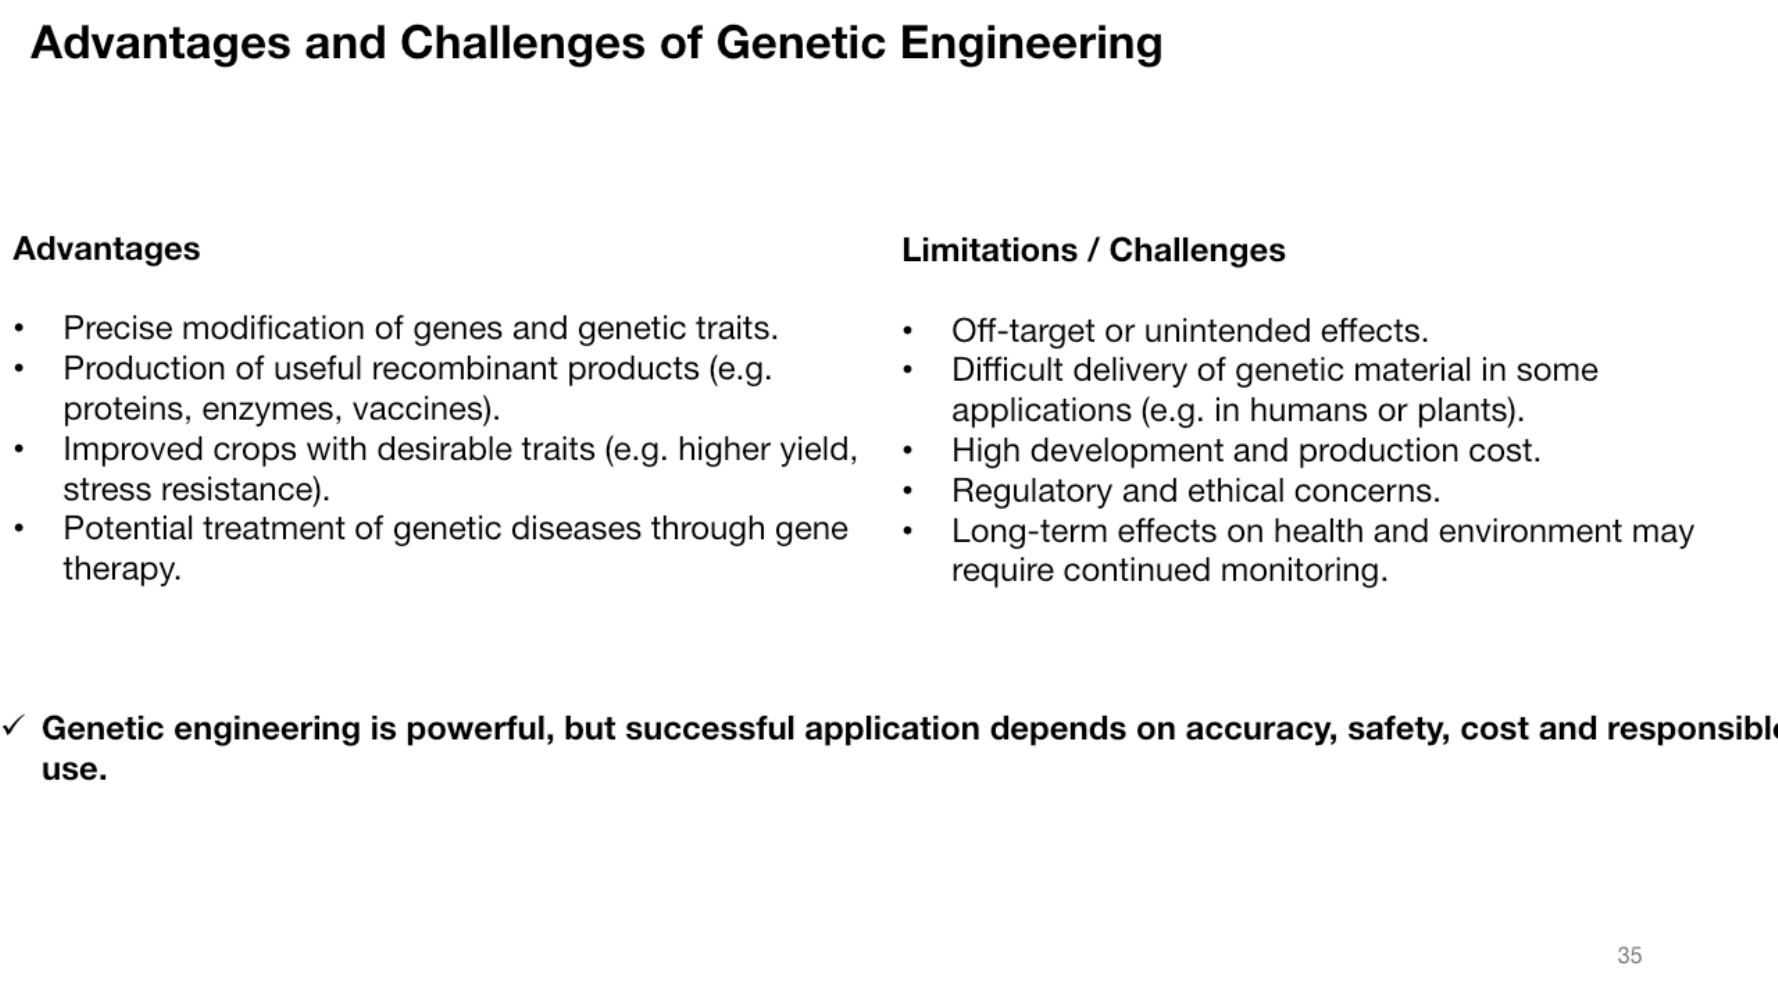 Advantages and Challenges of Genetic Engineering
Advantages
• Precise modification of genes and genetic traits.
• Production of useful recombinant products (e.g.
proteins, enzymes, vaccines).
• Improved crops with desirable traits (e.g. higher yield,
stress resistance).
• Potential treatment of genetic diseases through gene
therapy.
Limitations / Challenges
• Off-target or unintended effects.
• Difficult delivery of genetic material in some
applications (e.g. in humans or plants).
• High development and production cost.
• Regulatory and ethical concerns.
• Long-term effects on health and environment may
require continued monitoring.
✓ Genetic engineering is powerful, but successful application depends on accuracy, safety, cost and responsible
use.
35